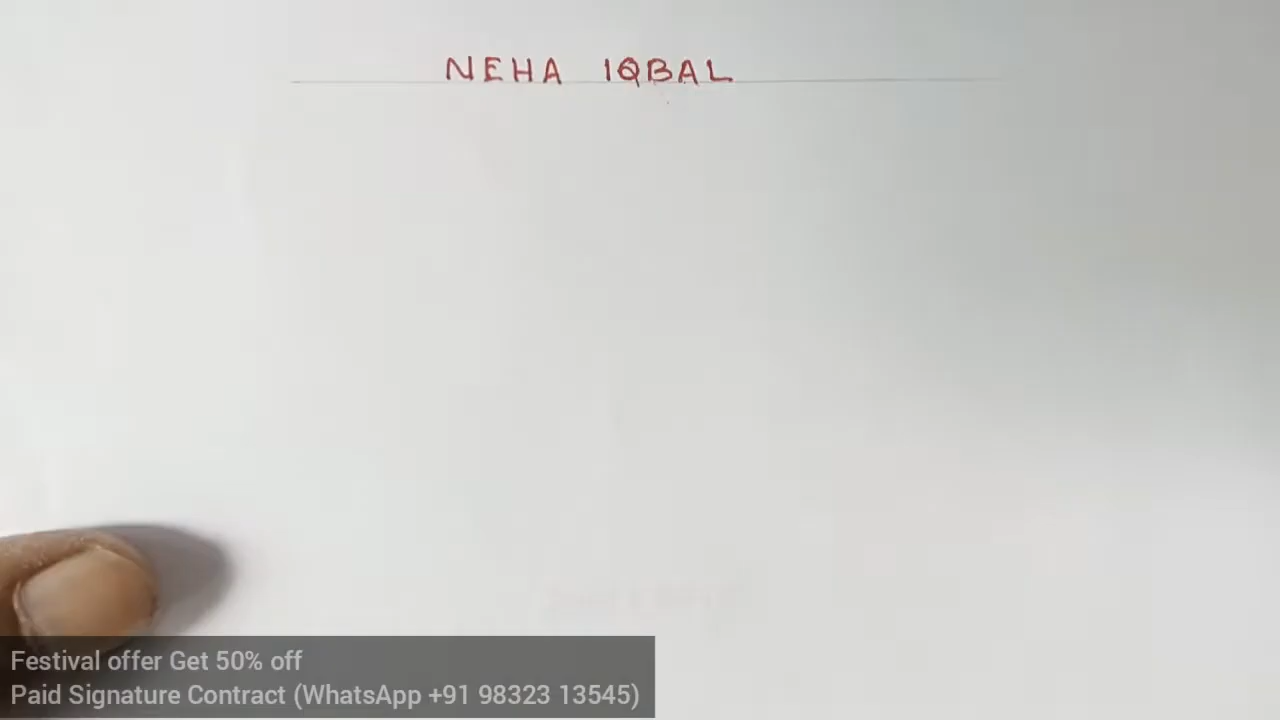 NEHA IQBAL
Festival offer Get 50% off
Paid Signature Contract (WhatsApp +91 98323 13545)